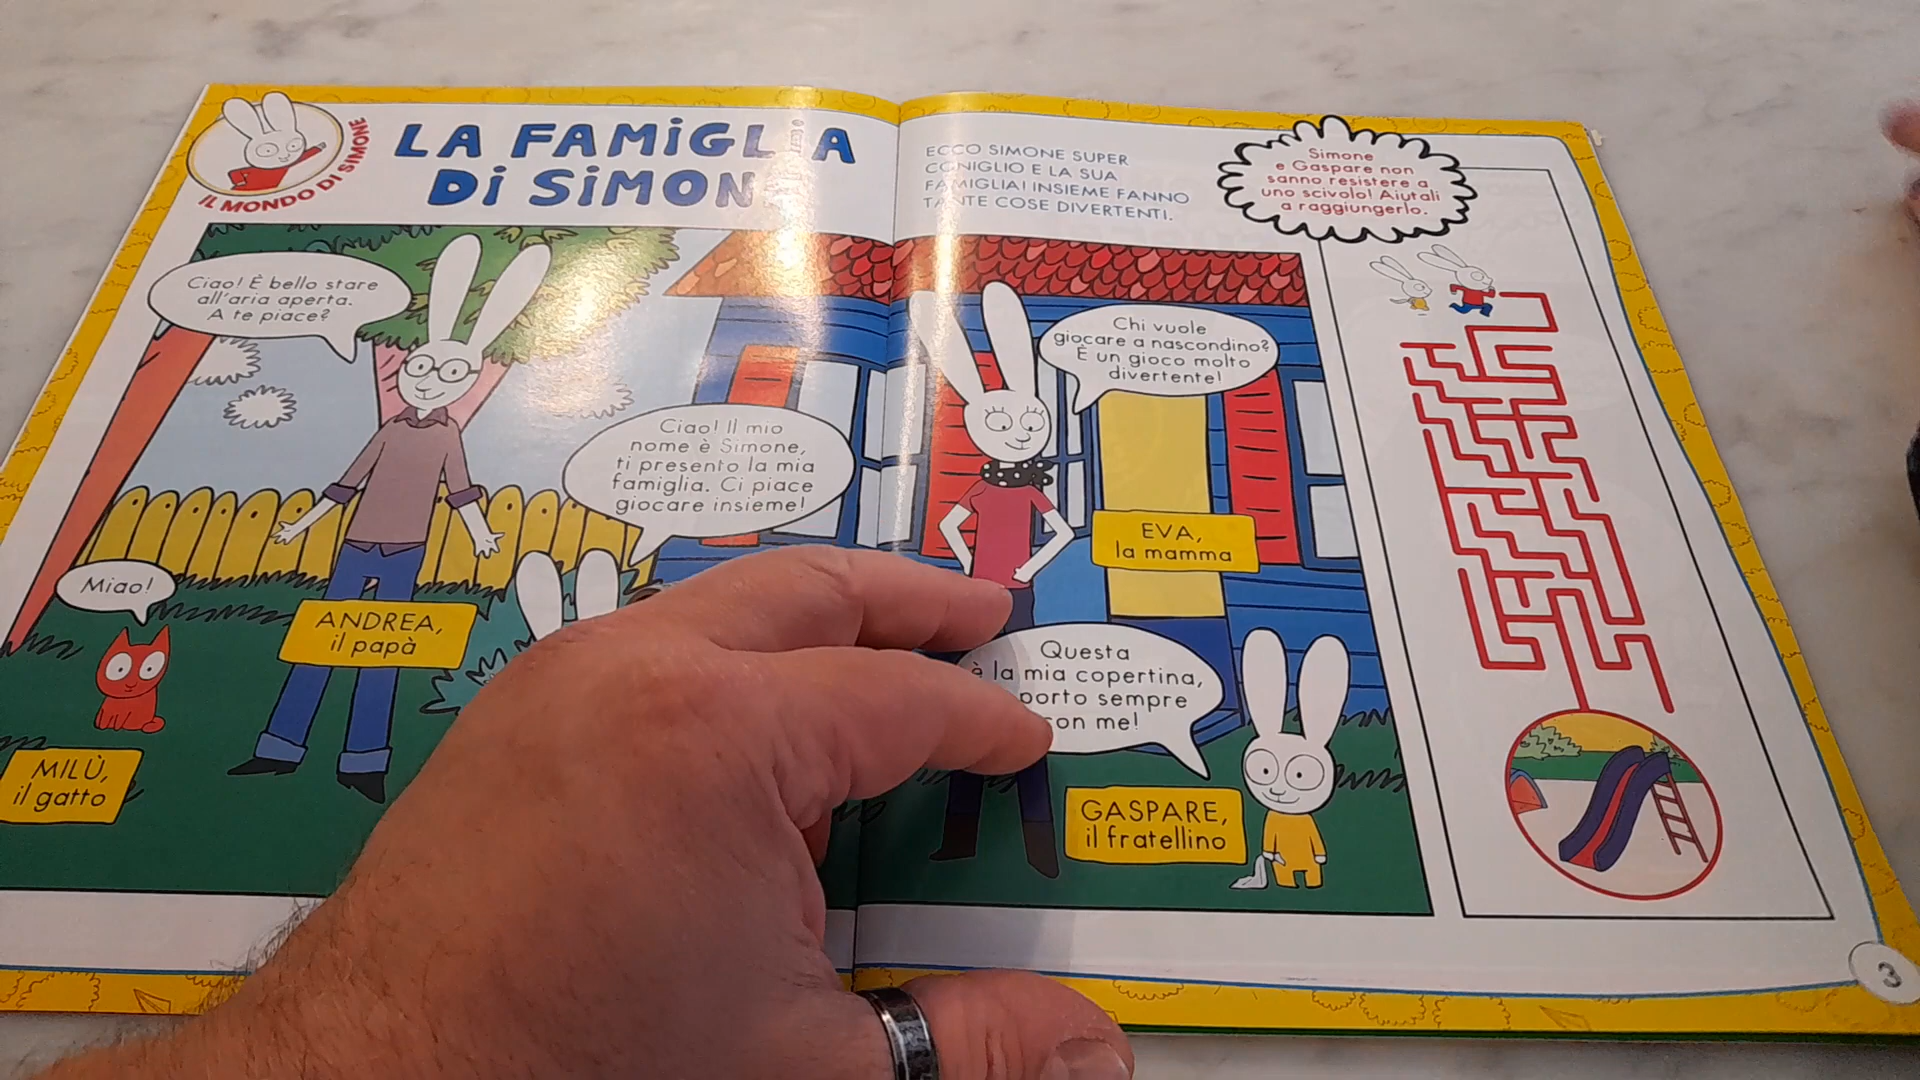 IL MONDO DI SIMONE
LA FAMiGLiA
Di SiMON
ECCO SIMONE SUPER
CONIGLIO E LA SUA
FAMIGLIA! INSIEME FANNO
TANTE COSE DIVERTENTI.
Simone
e Gaspare non
sanno resistere a
uno scivolo! Aiutali
a raggiungerlo.
Ciao! È bello stare
all'aria aperta.
A te piace?
Ciao! Il mio
nome è Simone,
ti presento la mia
famiglia. Ci piace
giocare insieme!
Chi vuole
giocare a nascondino?
È un gioco molto
divertente!
EVA,
la mamma
Miao!
ANDREA,
il papà
MILÙ,
il gatto
Questa
è la mia copertina,
porto sempre
con me!
GASPARE,
il fratellino
3